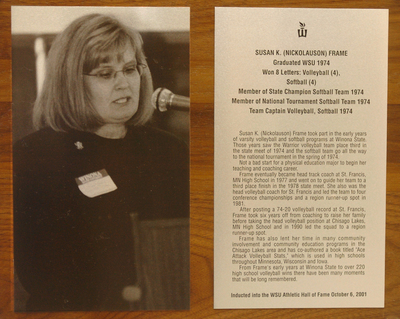 W
SUSAN K. (NICKOLAUSON) FRAME
Graduated WSU 1974
Won 8 Letters: Volleyball (4),
Softball (4)
Member of State Champion Softball Team 1974
Member of National Tournament Softball Team 1974
Team Captain Volleyball, Softball 1974
Susan K. (Nickolauson) Frame took part in the early years
of varsity volleyball and softball programs at Winona State.
Those years saw the Warrior volleyball team place third in
the state meet of 1974 and the softball team go all the way
to the national tournament in the spring of 1974.
Not a bad start for a physical education major to begin her
teaching and coaching career.
Frame eventually became head track coach at St. Francis,
MN High School in 1977 and went on to guide her team to a
third place finish in the 1978 state meet. She also was the
head volleyball coach for St. Francis and led the team to four
conference championships and a region runner-up spot in
1981.
After posting a 74-20 volleyball record at St. Francis,
Frame took six years off from coaching to raise her family
before taking the head volleyball position at Chisago Lakes,
MN High School and in 1990 led the squad to a region
runner-up spot.
Frame has also lent her time in many community
involvement and community education programs in the
Chisago Lakes area and has co-authored a book titled "Ace
Attack Volleyball Stats." which is used in high schools
throughout Minnesota, Wisconsin and Iowa.
From Frame's early years at Winona State to over 220
high school volleyball wins there have been many moments
that will be long remembered.
Inducted into the WSU Athletic Hall of Fame October 6, 2001